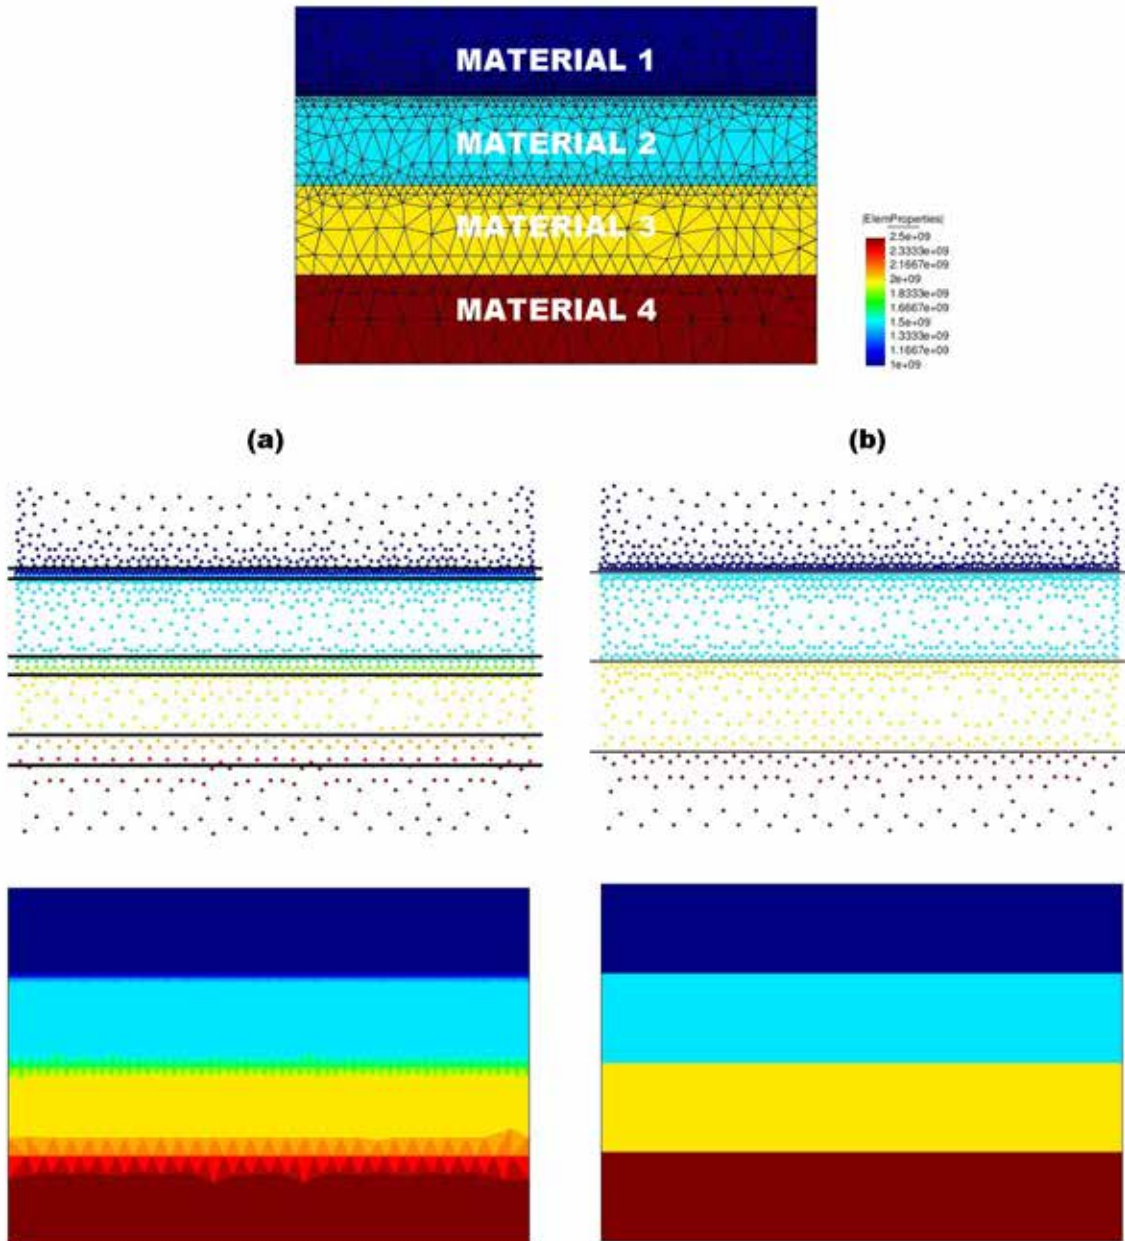 MATERIAL 1
MATERIAL 2
MATERIAL 3
MATERIAL 4
|ElemProperties|
2.5e+09
2.3333e+09
2.1667e+09
2e+09
1.8333e+09
1.6667e+09
1.5e+09
1.3333e+09
1.1667e+09
1e+09
(a)
(b)